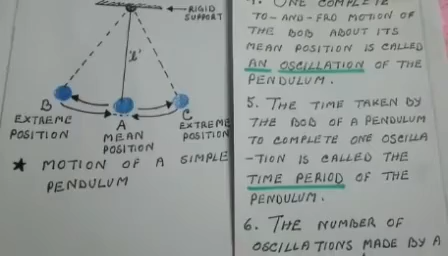 RIGID
SUPPORT
'l'
B
EXTREME
POSITION
A
MEAN
POSITION
C
EXTREME
POSITION
★ MOTION OF A SIMPLE
PENDULUM
4. ONE COMPLETE
TO-AND-FRO MOTION OF
THE BOB ABOUT ITS
MEAN POSITION IS CALLED
AN OSCILLATION OF THE
PENDULUM.
5. THE TIME TAKEN BY
THE BOB OF A PENDULUM
TO COMPLETE ONE OSCILLA
-TION IS CALLED THE
TIME PERIOD OF THE
PENDULUM.
6. THE NUMBER OF
OSCILLATIONS MADE BY A